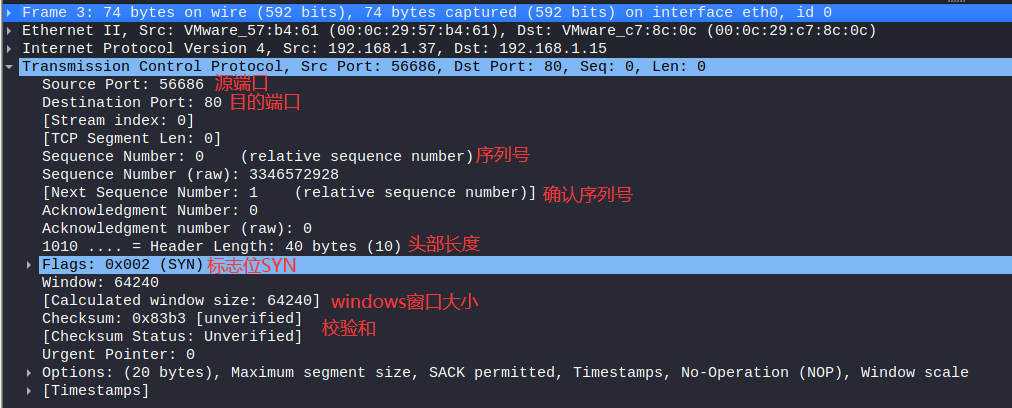 Frame 3: 74 bytes on wire (592 bits), 74 bytes captured (592 bits) on interface eth0, id 0
Ethernet II, Src: VMware_57:b4:61 (00:0c:29:57:b4:61), Dst: VMware_c7:8c:0c (00:0c:29:c7:8c:0c)
Internet Protocol Version 4, Src: 192.168.1.37, Dst: 192.168.1.15
Transmission Control Protocol, Src Port: 56686, Dst Port: 80, Seq: 0, Len: 0
Source Port: 56686 源端口
Destination Port: 80 目的端口
[Stream index: 0]
[TCP Segment Len: 0]
Sequence Number: 0    (relative sequence number) 序列号
Sequence Number (raw): 3346572928
[Next Sequence Number: 1    (relative sequence number)] 确认序列号
Acknowledgment Number: 0
Acknowledgment number (raw): 0
1010 .... = Header Length: 40 bytes (10) 头部长度
Flags: 0x002 (SYN) 标志位SYN
Window: 64240
[Calculated window size: 64240] windows窗口大小
Checksum: 0x83b3 [unverified]
校验和
[Checksum Status: Unverified]
Urgent Pointer: 0
Options: (20 bytes), Maximum segment size, SACK permitted, Timestamps, No-Operation (NOP), Window scale
[Timestamps]